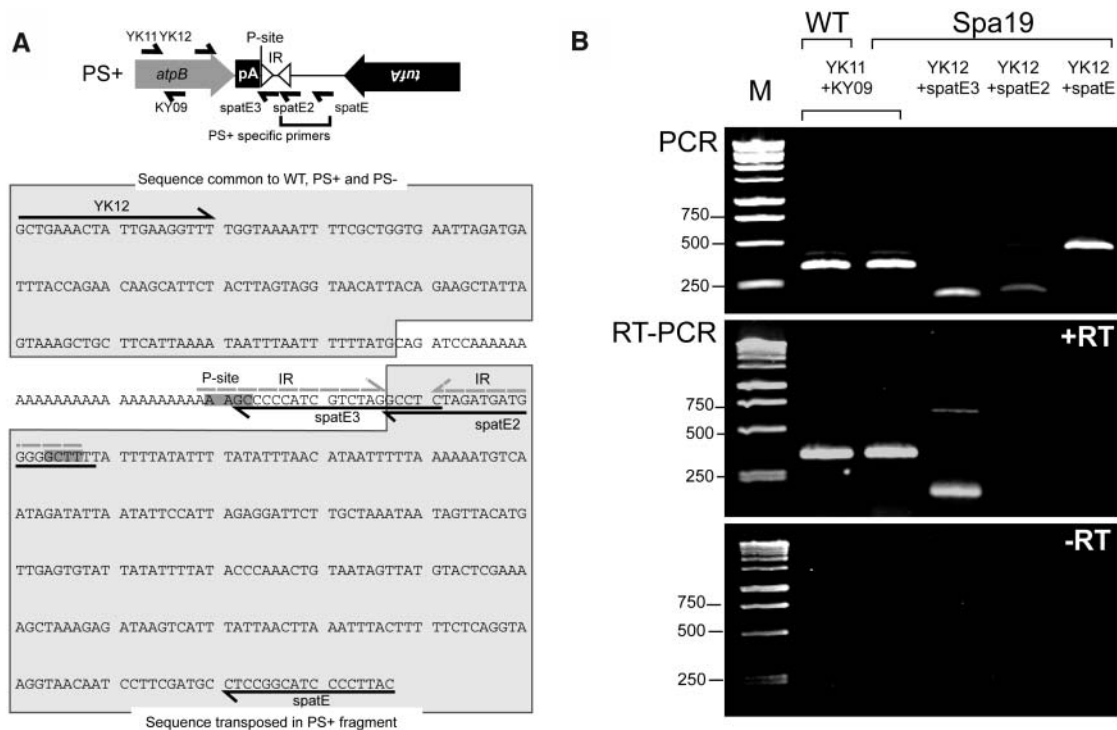 A
YK11 YK12
P-site
IR
PS+
atpB
pA
tufA
KY09
spatE3
spatE2
spatE
PS+ specific primers
Sequence common to WT, PS+ and PS-
YK12
GCTGAAACTA TTGAAGGTTT TGGTAAAATT TTCGCTGGTG AATTAGATGA
TTTACCAGAA CAAGCATTCT ACTTAGTAGG TAACATTACA GAAGCTATTA
GTAAAGCTGC TTCATTAAAA TAATTTAATT TTTTATGCAG ATCCAAAAAA
P-site
IR
IR
AAAAAAAAAA AAAAAAAAAA AAGCCCCATC GTCTAGGCCT CTAGATGATG
spatE3
spatE2
GGGGCTTTTA TTTTATATTT TATATTTAAC ATAATTTTTA AAAAATGTCA
ATAGATATTA ATATTCCATT AGAGGATTCT TGCTAAATAA TAGTTACATG
TTGAGTGTAT TATATTTTAT ACCCAAACTG TAATAGTTAT GTACTCGAAA
AGCTAAAGAG ATAAGTCATT TATTAACTTA AATTTACTTT TTCTCAGGTA
AGGTAACAAT CCTTCGATGC CTCCGGCATC CCCTTAC
spatE
Sequence transposed in PS+ fragment
B
WT
Spa19
M
YK11
+KY09
YK12
+spatE3
YK12
+spatE2
YK12
+spatE
PCR
750
500
250
RT-PCR
+RT
750
500
250
-RT
750
500
250